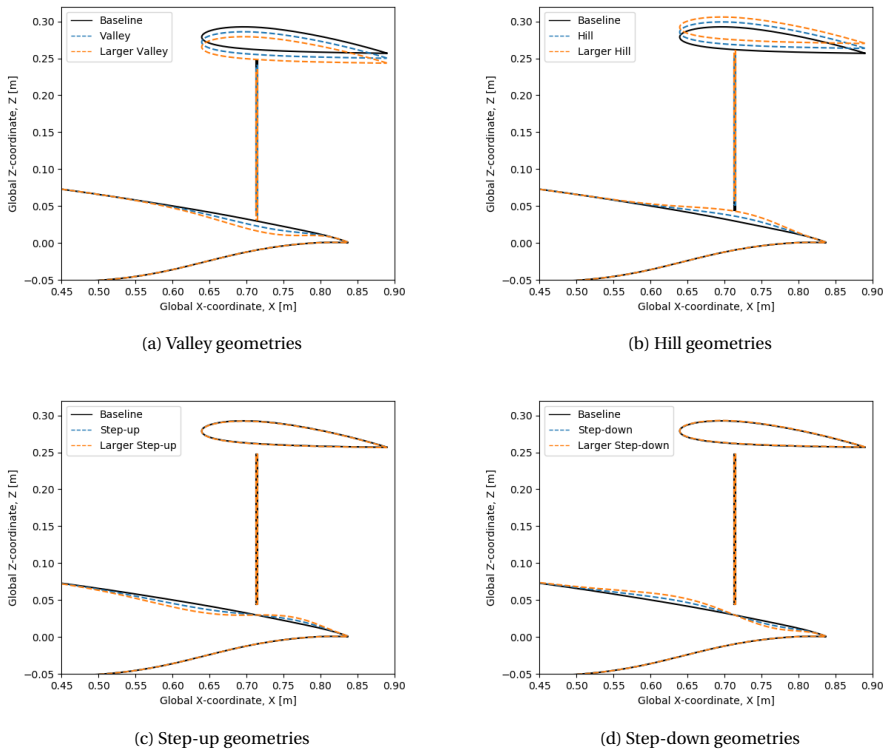 Baseline
Valley
Larger Valley
0.30
0.25
0.20
0.15
0.10
0.05
0.00
−0.05
Global Z-coordinate, Z [m]
0.45 0.50 0.55 0.60 0.65 0.70 0.75 0.80 0.85 0.90
Global X-coordinate, X [m]
(a) Valley geometries
Baseline
Hill
Larger Hill
0.30
0.25
0.20
0.15
0.10
0.05
0.00
−0.05
Global Z-coordinate, Z [m]
0.45 0.50 0.55 0.60 0.65 0.70 0.75 0.80 0.85 0.90
Global X-coordinate, X [m]
(b) Hill geometries
Baseline
Step-up
Larger Step-up
0.30
0.25
0.20
0.15
0.10
0.05
0.00
−0.05
Global Z-coordinate, Z [m]
0.45 0.50 0.55 0.60 0.65 0.70 0.75 0.80 0.85 0.90
Global X-coordinate, X [m]
(c) Step-up geometries
Baseline
Step-down
Larger Step-down
0.30
0.25
0.20
0.15
0.10
0.05
0.00
−0.05
Global Z-coordinate, Z [m]
0.45 0.50 0.55 0.60 0.65 0.70 0.75 0.80 0.85 0.90
Global X-coordinate, X [m]
(d) Step-down geometries